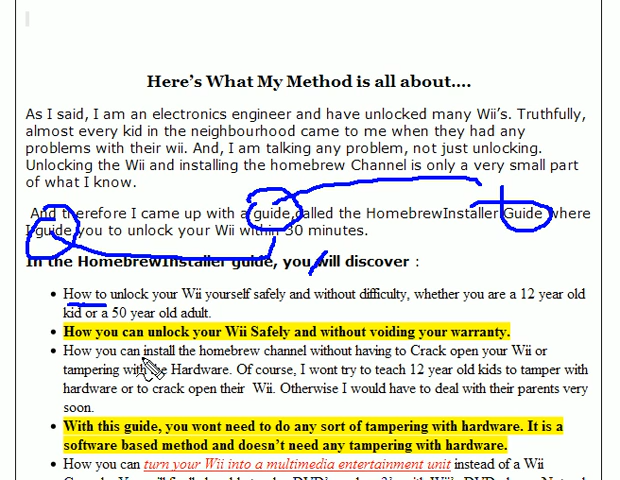 Here's What My Method is all about....
As I said, I am an electronics engineer and have unlocked many Wii's. Truthfully,
almost every kid in the neighbourhood came to me when they had any
problems with their wii. And, I am talking any problem, not just unlocking.
Unlocking the Wii and installing the homebrew Channel is only a very small part
of what I know.
And therefore I came up with a guide, called the HomebrewInstaller Guide where
I guide you to unlock your Wii within 30 minutes.
In the HomebrewInstaller guide, you will discover :
How to unlock your Wii yourself safely and without difficulty, whether you are a 12 year old
kid or a 50 year old adult.
How you can unlock your Wii Safely and without voiding your warranty.
How you can install the homebrew channel without having to Crack open your Wii or
tampering with the Hardware. Of course, I wont try to teach 12 year old kids to tamper with
hardware or to crack open their Wii. Otherwise I would have to deal with their parents very
soon.
With this guide, you wont need to do any sort of tampering with hardware. It is a
software based method and doesn't need any tampering with hardware.
How you can turn your Wii into a multimedia entertainment unit instead of a Wii